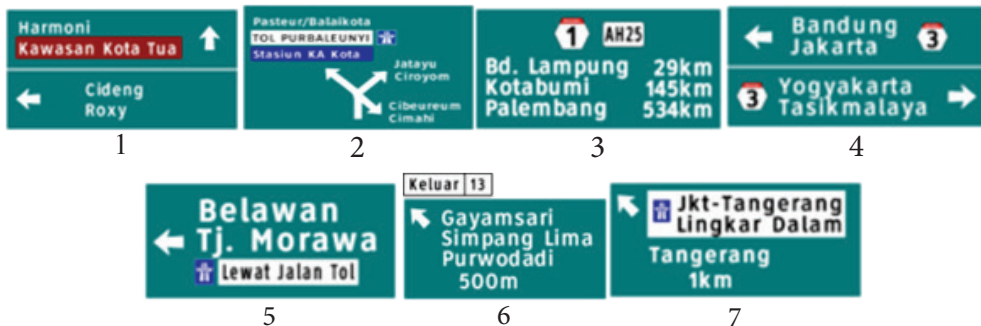 Harmoni
Kawasan Kota Tua
Cideng
Roxy
1
Pasteur/Balaikota
TOL PURBALEUNYI
Stasiun KA Kota
Jatayu
Ciroyom
Cibeureum
Cimahi
2
1 AH25
Bd. Lampung 29km
Kotabumi 145km
Palembang 534km
3
Bandung
Jakarta
3
Yogyakarta
Tasikmalaya
3
4
Belawan
Tj. Morawa
Lewat Jalan Tol
5
Keluar 13
Gayamsari
Simpang Lima
Purwodadi
500m
6
Jkt-Tangerang
Lingkar Dalam
Tangerang
1km
7